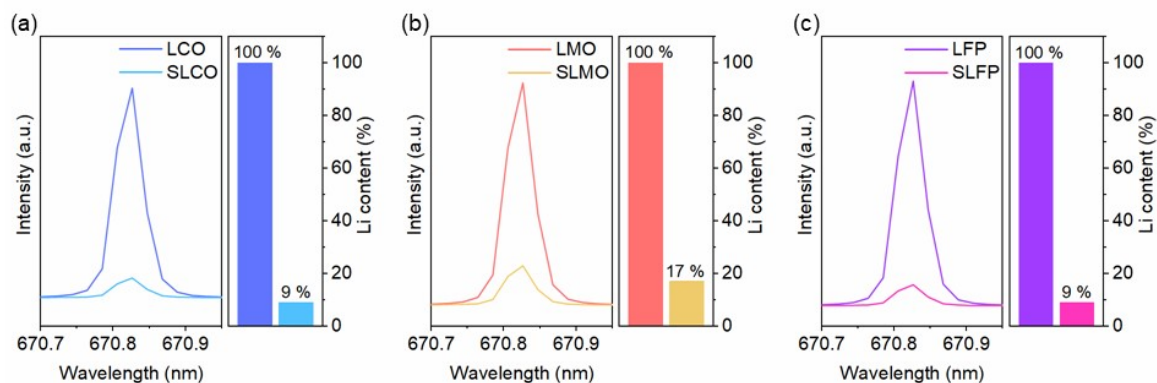 (a)
LCO
SLCO
Intensity (a.u.)
670.7 670.8 670.9
Wavelength (nm)
100 %
9 %
100
80
60
40
20
0
Li content (%)
(b)
LMO
SLMO
Intensity (a.u.)
670.7 670.8 670.9
Wavelength (nm)
100 %
17 %
100
80
60
40
20
0
Li content (%)
(c)
LFP
SLFP
Intensity (a.u.)
670.7 670.8 670.9
Wavelength (nm)
100 %
9 %
100
80
60
40
20
0
Li content (%)